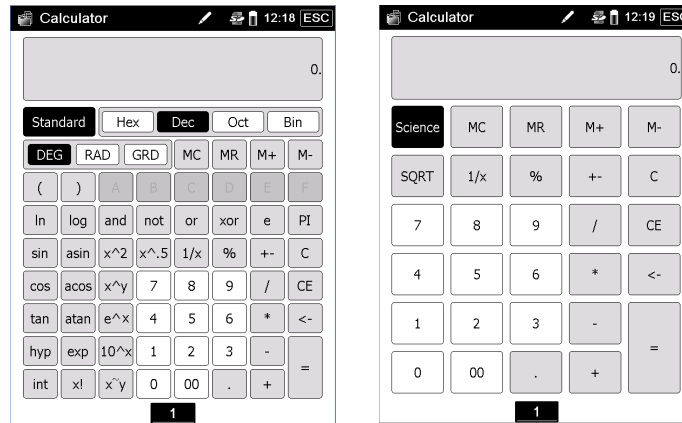 Calculator 12:18 ESC
0.
Standard Hex Dec Oct Bin
DEG RAD GRD MC MR M+ M-
( ) A B C D E F
ln log and not or xor e PI
sin asin x^2 x^.5 1/x % +- C
cos acos x^y 7 8 9 / CE
tan atan e^x 4 5 6 * <-
hyp exp 10^x 1 2 3 -
=
int x! x~y 0 00 . +
1
Calculator 12:19 ESC
0.
Science MC MR M+ M-
SQRT 1/x % +- C
7 8 9 / CE
4 5 6 * <-
1 2 3 -
=
0 00 . +
1